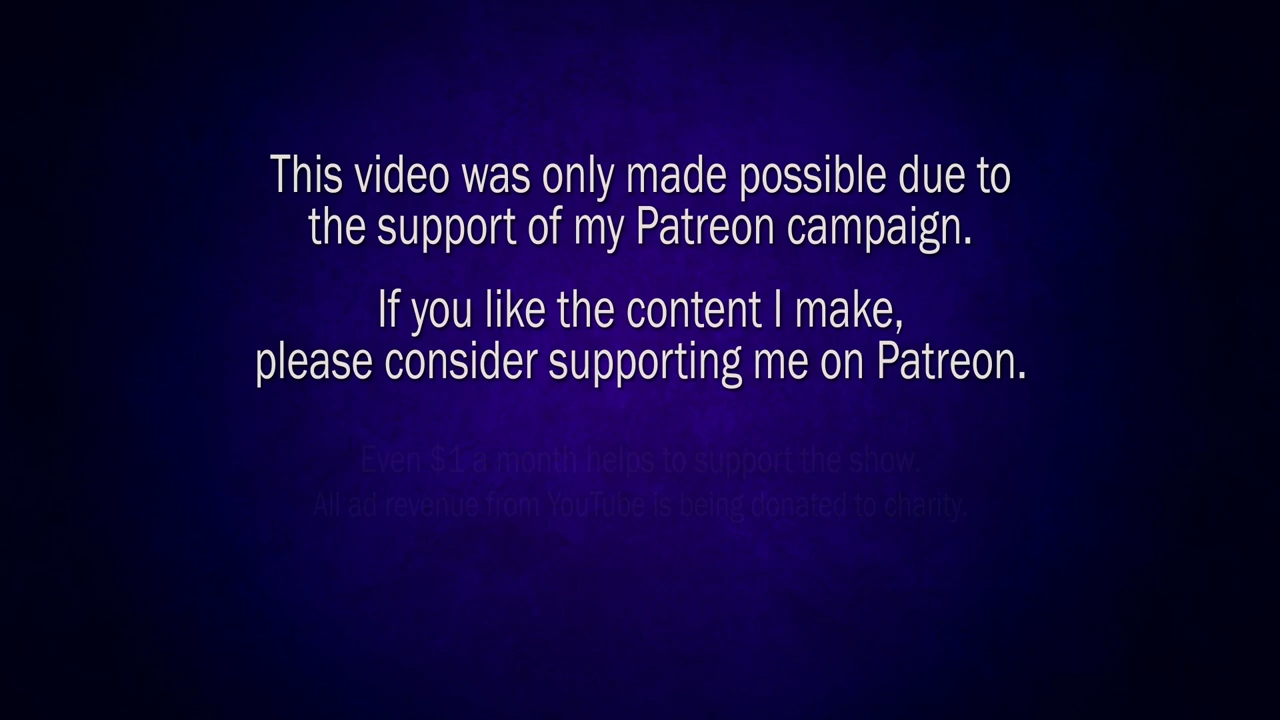 This video was only made possible due to
the support of my Patreon campaign.
If you like the content I make,
please consider supporting me on Patreon.
Even $1 a month helps to support the show.
All ad revenue from YouTube is being donated to charity.